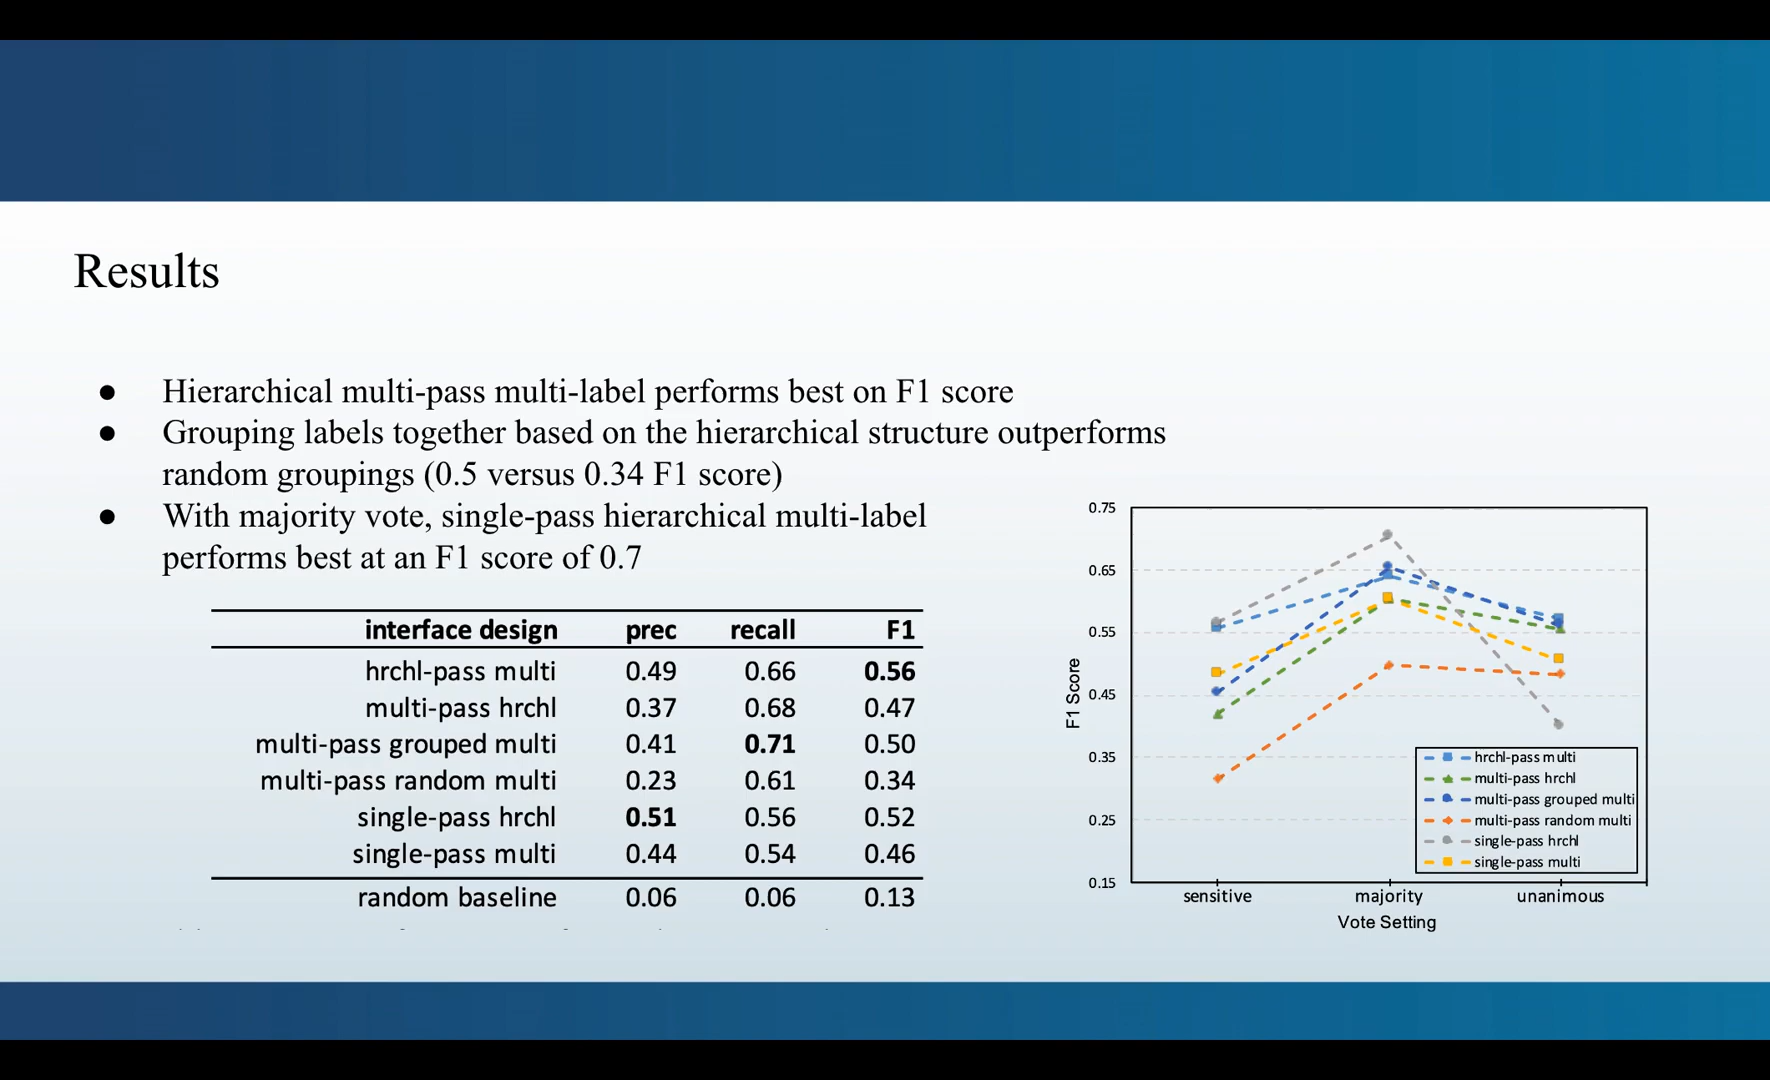 Results
● Hierarchical multi-pass multi-label performs best on F1 score
● Grouping labels together based on the hierarchical structure outperforms
random groupings (0.5 versus 0.34 F1 score)
● With majority vote, single-pass hierarchical multi-label
performs best at an F1 score of 0.7
interface design prec recall F1
hrchl-pass multi 0.49 0.66 0.56
multi-pass hrchl 0.37 0.68 0.47
multi-pass grouped multi 0.41 0.71 0.50
multi-pass random multi 0.23 0.61 0.34
single-pass hrchl 0.51 0.56 0.52
single-pass multi 0.44 0.54 0.46
random baseline 0.06 0.06 0.13
F1 Score
0.75
0.65
0.55
0.45
0.35
0.25
0.15
hrchl-pass multi
multi-pass hrchl
multi-pass grouped multi
multi-pass random multi
single-pass hrchl
single-pass multi
sensitive majority unanimous
Vote Setting